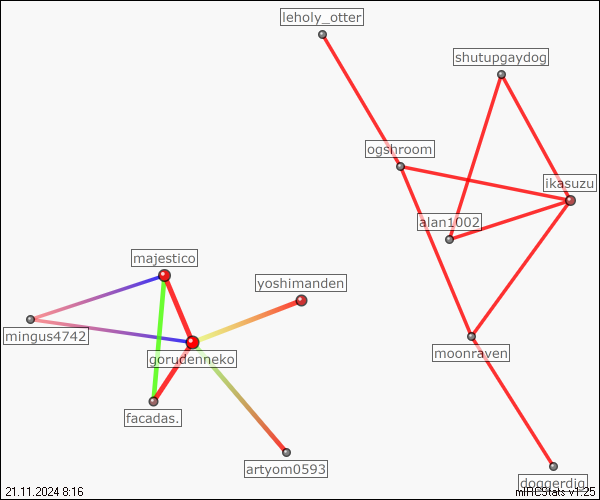 leholy_otter
shutupgaydog
ogshroom
ikasuzu
alan1002
majestico
yoshimanden
mingus4742
gorudenneko
moonraven
facadas.
artyom0593
doggerdig
21.11.2024 8:16
mIRCStats v1.25